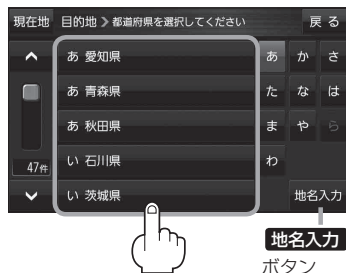 現在地 目的地 》都道府県を選択してください 戻る
あ 愛知県 あ か さ
あ 青森県 た な は
あ 秋田県 ま や ら
い 石川県 わ
47件
い 茨城県 地名入力
地名入力
ボタン